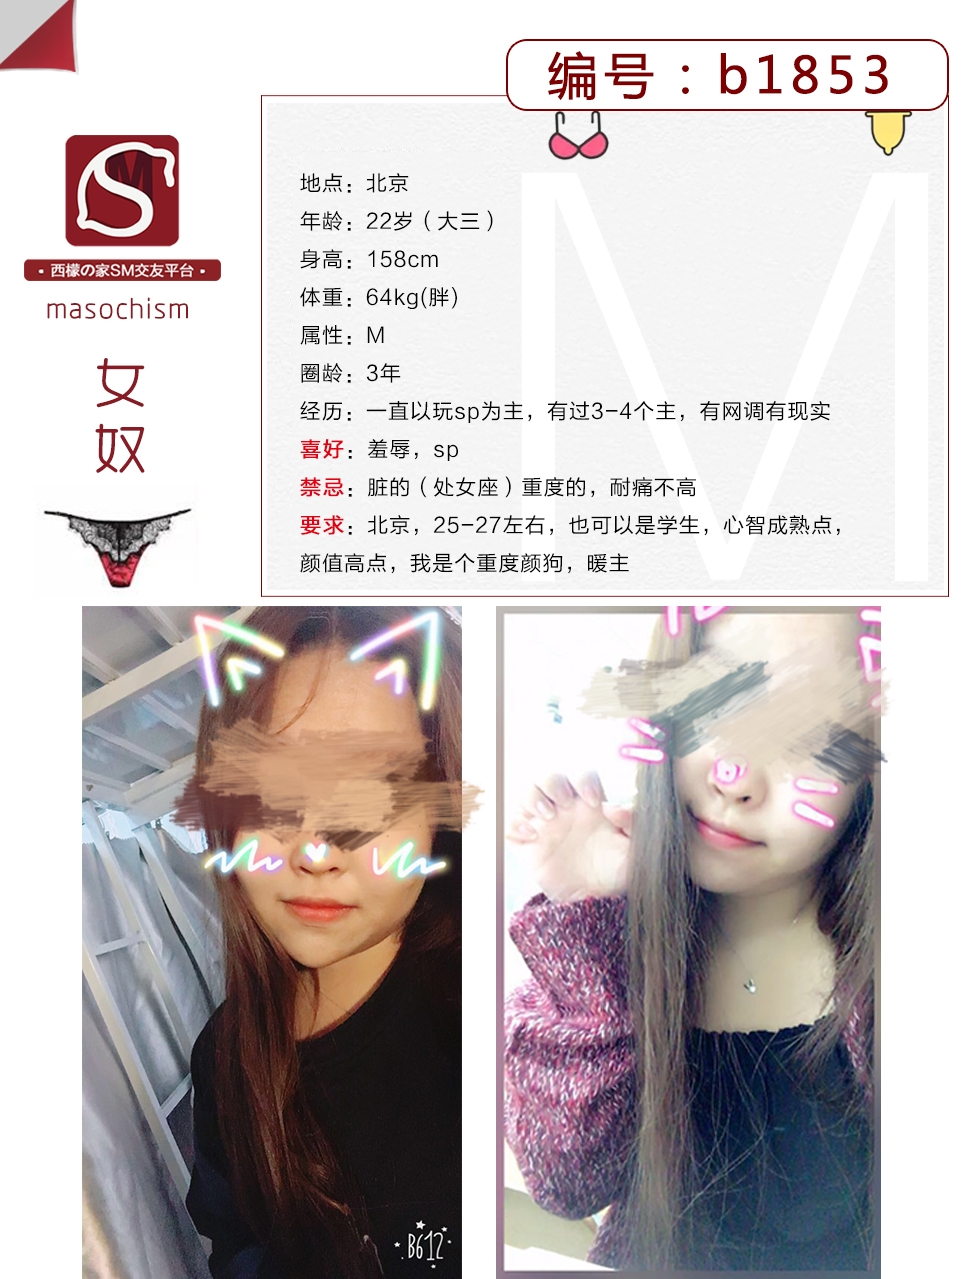 编号：b1853
SM
·西檬の家SM交友平台·
masochism
女
奴
M
地点：北京
年龄：22岁（大三）
身高：158cm
体重：64kg(胖)
属性：M
圈龄：3年
经历：一直以玩sp为主，有过3-4个主，有网调有现实
喜好：羞辱，sp
禁忌：脏的（处女座）重度的，耐痛不高
要求：北京，25-27左右，也可以是学生，心智成熟点，
颜值高点，我是个重度颜狗，暖主
B612